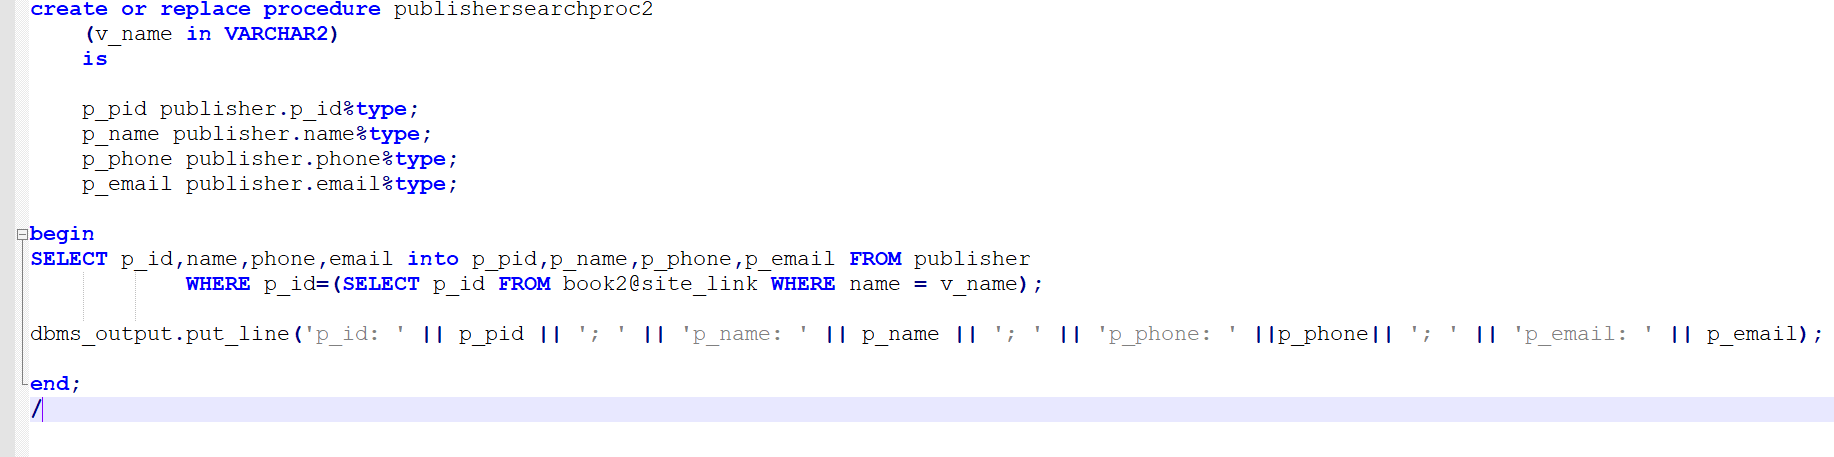 create or replace procedure publishersearchproc2
(v_name in VARCHAR2)
is
p_pid publisher.p_id%type;
p_name publisher.name%type;
p_phone publisher.phone%type;
p_email publisher.email%type;
begin
SELECT p_id,name,phone,email into p_pid,p_name,p_phone,p_email FROM publisher
WHERE p_id=(SELECT p_id FROM book2@site_link WHERE name = v_name);
dbms_output.put_line('p_id: ' || p_pid || '; ' || 'p_name: ' || p_name || '; ' || 'p_phone: ' ||p_phone|| '; ' || 'p_email: ' || p_email);
end;
/